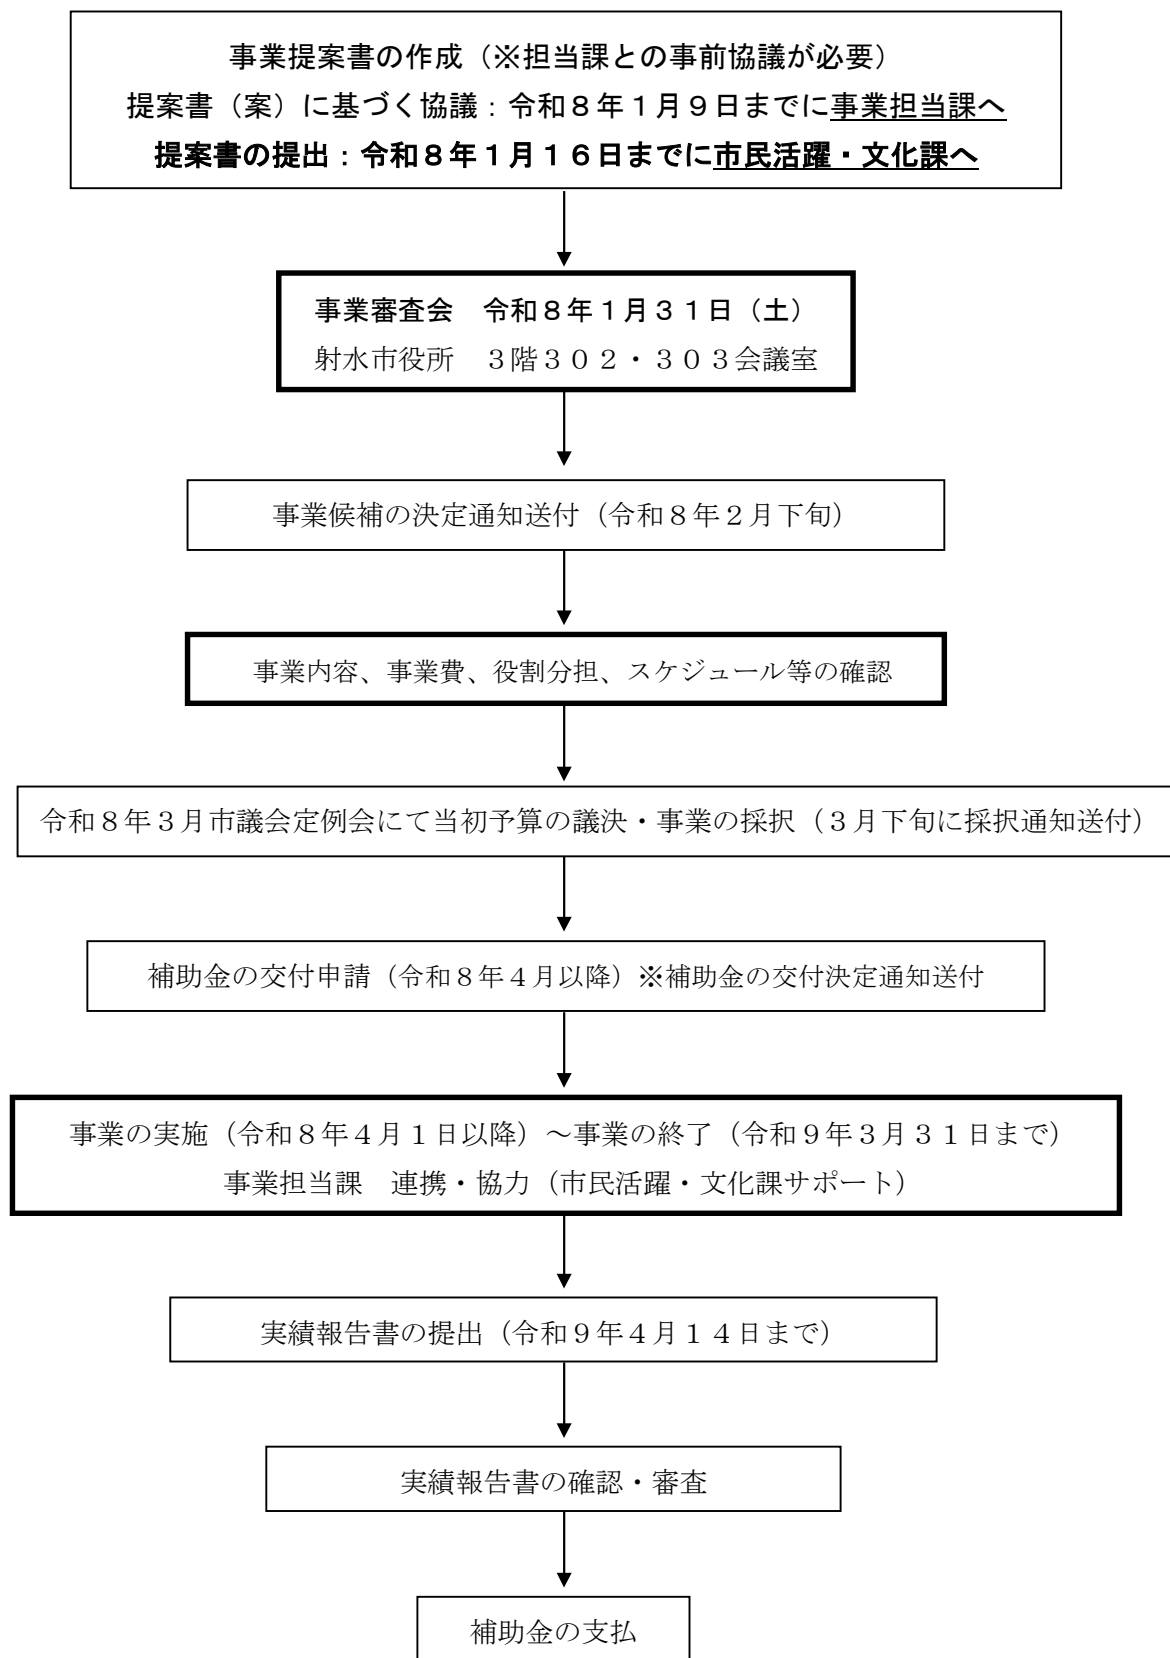 事業提案書の作成（※担当課との事前協議が必要）
提案書（案）に基づく協議：令和８年１月９日までに事業担当課へ
提案書の提出：令和８年１月１６日までに市民活躍・文化課へ
事業審査会　令和８年１月３１日（土）
射水市役所　３階３０２・３０３会議室
事業候補の決定通知送付（令和８年２月下旬）
事業内容、事業費、役割分担、スケジュール等の確認
令和８年３月市議会定例会にて当初予算の議決・事業の採択（３月下旬に採択通知送付）
補助金の交付申請（令和８年４月以降）※補助金の交付決定通知送付
事業の実施（令和８年４月１日以降）～事業の終了（令和９年３月３１日まで）
事業担当課　連携・協力（市民活躍・文化課サポート）
実績報告書の提出（令和９年４月１４日まで）
実績報告書の確認・審査
補助金の支払